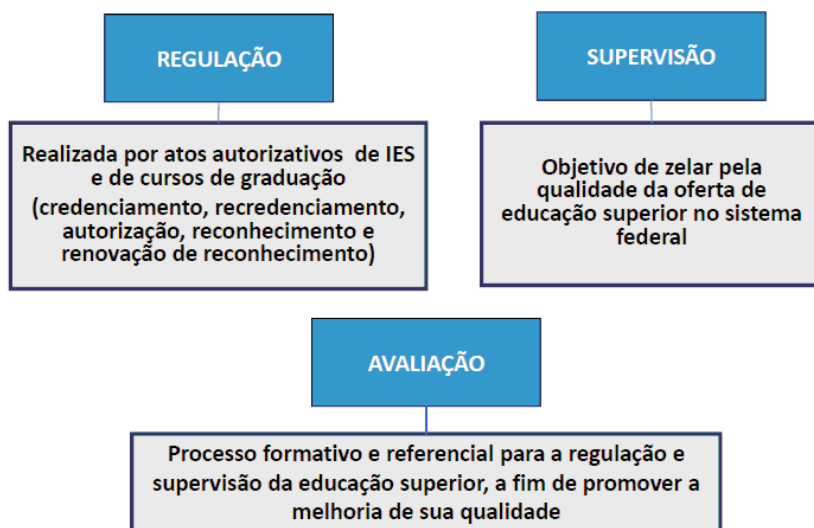 REGULAÇÃO
Realizada por atos autorizativos de IES
e de cursos de graduação
(credenciamento, recredenciamento,
autorização, reconhecimento e
renovação de reconhecimento)
SUPERVISÃO
Objetivo de zelar pela
qualidade da oferta de
educação superior no sistema
federal
AVALIAÇÃO
Processo formativo e referencial para a regulação e
supervisão da educação superior, a fim de promover a
melhoria de sua qualidade